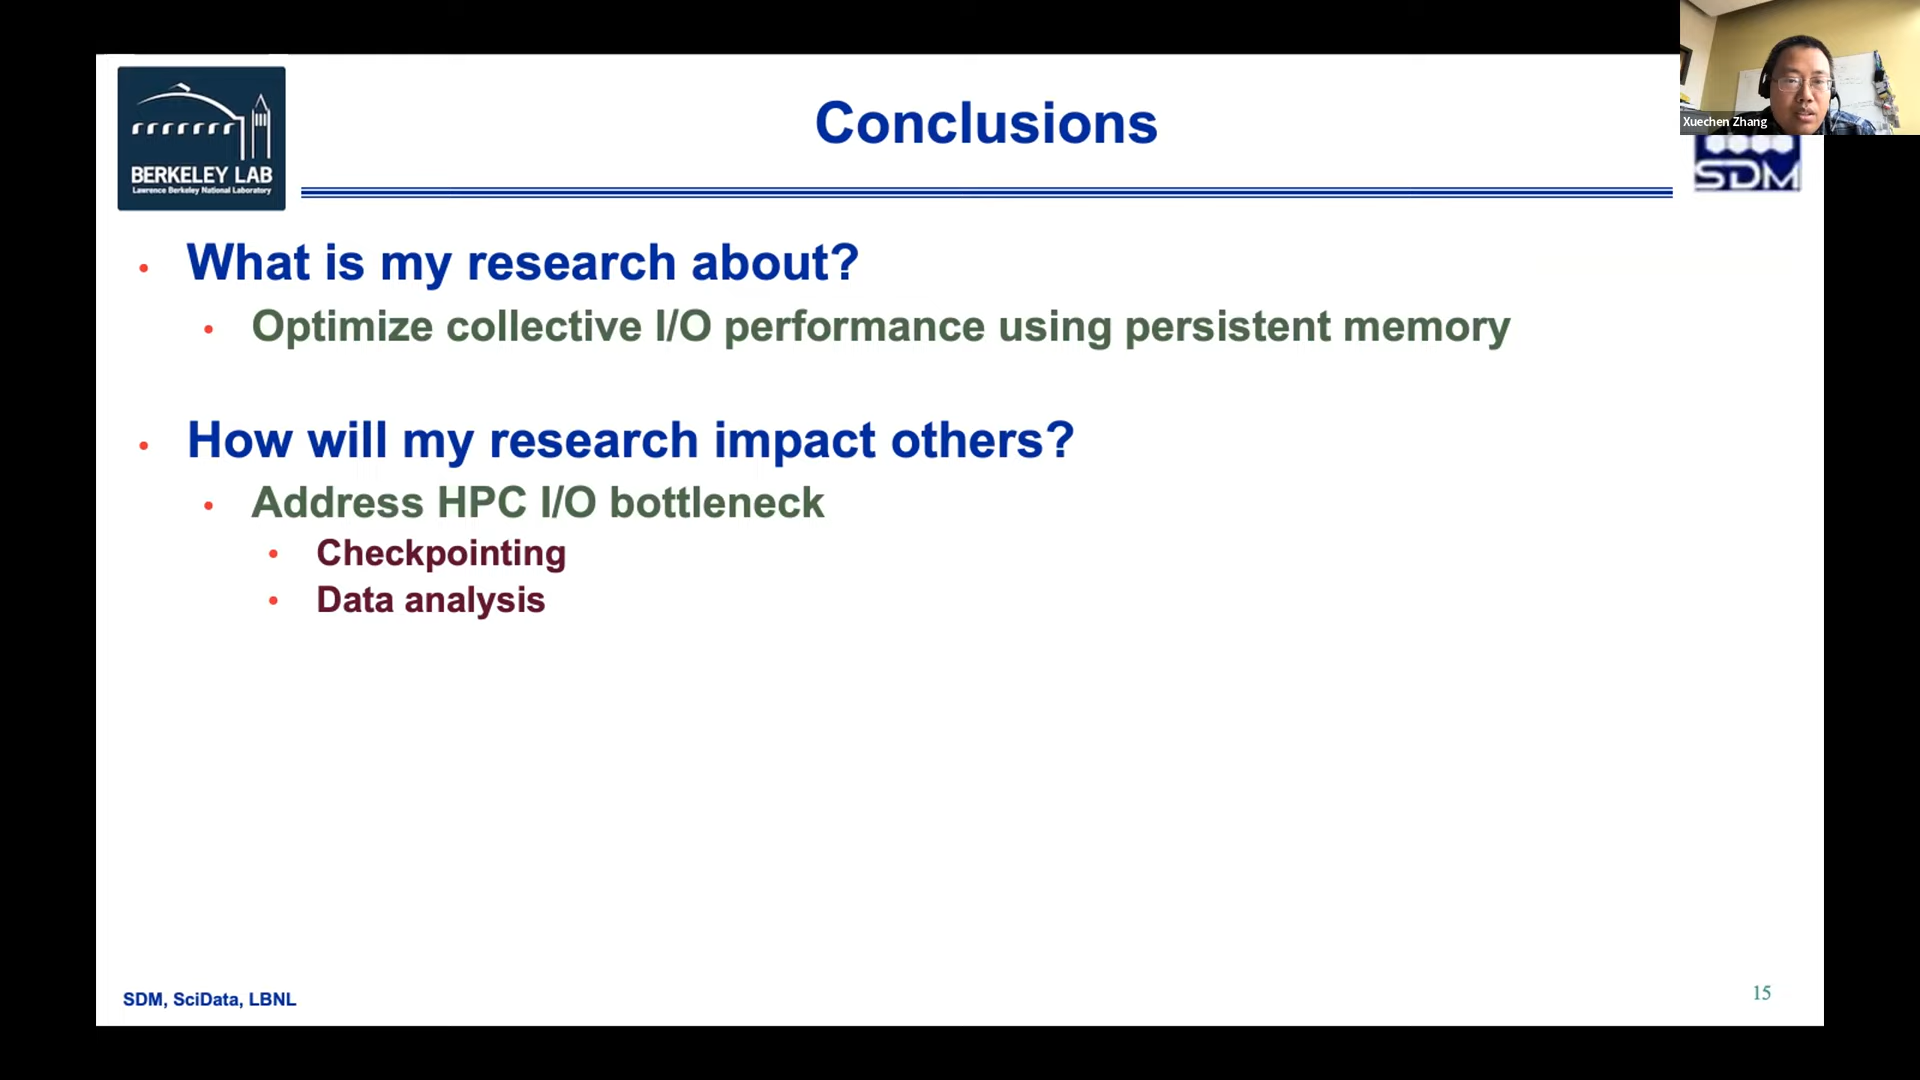 Xuechen Zhang
BERKELEY LAB
Lawrence Berkeley National Laboratory
Conclusions
SDM
• What is my research about?
• Optimize collective I/O performance using persistent memory
• How will my research impact others?
• Address HPC I/O bottleneck
• Checkpointing
• Data analysis
SDM, SciData, LBNL
15